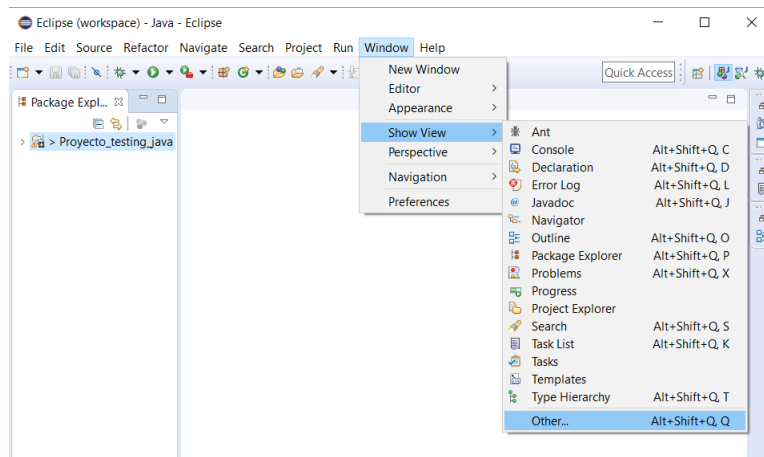 Eclipse (workspace) - Java - Eclipse
File Edit Source Refactor Navigate Search Project Run Window Help
Quick Access
Package Expl...
> Proyecto_testing_java
New Window
Editor
Appearance
Show View
Perspective
Navigation
Preferences
Ant
Console Alt+Shift+Q, C
Declaration Alt+Shift+Q, D
Error Log Alt+Shift+Q, L
Javadoc Alt+Shift+Q, J
Navigator
Outline Alt+Shift+Q, O
Package Explorer Alt+Shift+Q, P
Problems Alt+Shift+Q, X
Progress
Project Explorer
Search Alt+Shift+Q, S
Task List Alt+Shift+Q, K
Tasks
Templates
Type Hierarchy Alt+Shift+Q, T
Other... Alt+Shift+Q, Q